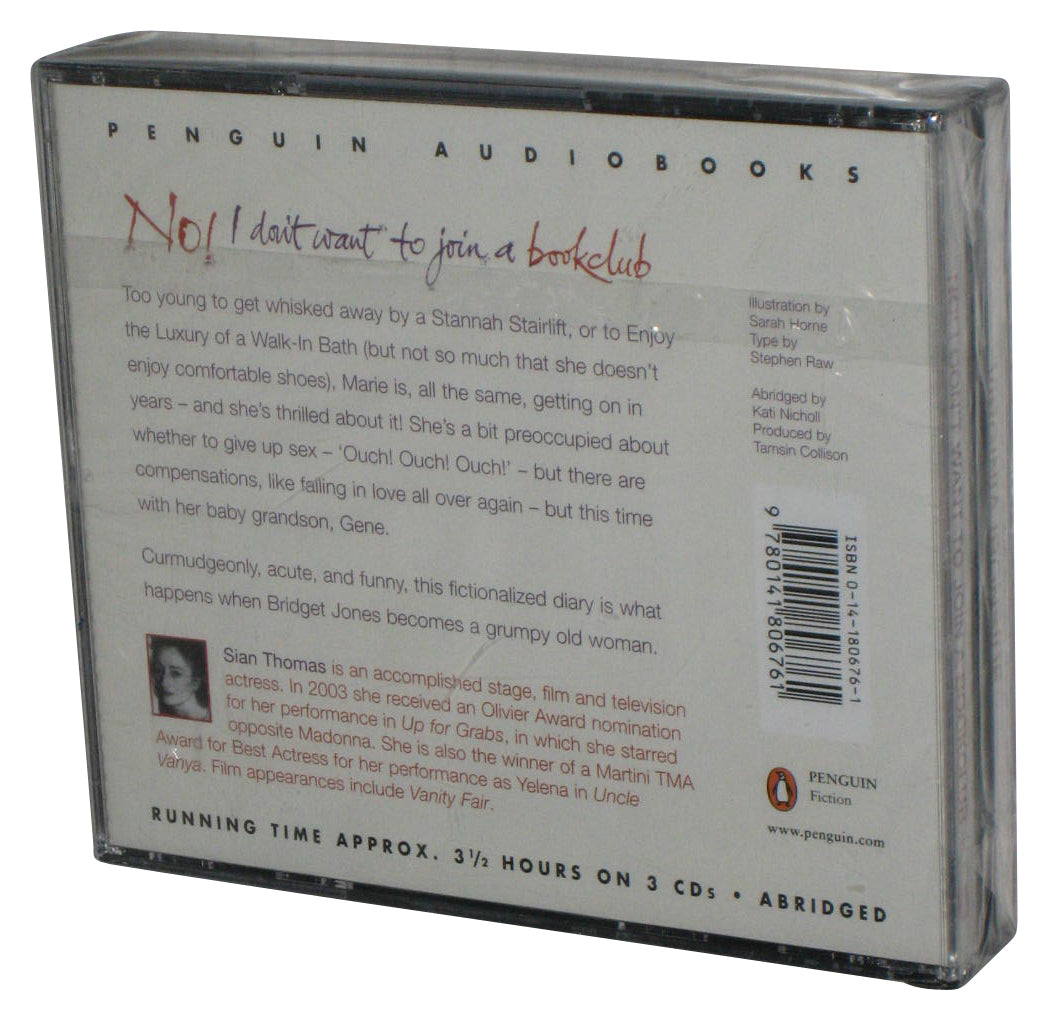 PENGUIN AUDIOBOOKS
No! I don't want to join a bookclub
Too young to get whisked away by a Stannah Stairlift, or to Enjoy
the Luxury of a Walk-In Bath (but not so much that she doesn't
enjoy comfortable shoes), Marie is, all the same, getting on in
years – and she's thrilled about it! She's a bit preoccupied about
whether to give up sex – 'Ouch! Ouch! Ouch!' – but there are
compensations, like falling in love all over again – but this time
with her baby grandson, Gene.
Curmudgeonly, acute, and funny, this fictionalized diary is what
happens when Bridget Jones becomes a grumpy old woman.
Sian Thomas is an accomplished stage, film and television
actress. In 2003 she received an Olivier Award nomination
for her performance in Up for Grabs, in which she starred
opposite Madonna. She is also the winner of a Martini TMA
Award for Best Actress for her performance as Yelena in Uncle
Vanya. Film appearances include Vanity Fair.
RUNNING TIME APPROX. 3½ HOURS ON 3 CDs • ABRIDGED
Illustration by
Sarah Horne
Type by
Stephen Raw
Abridged by
Kati Nicholl
Produced by
Tamsin Collison
ISBN 0-14-180676-1
9 780141 806761
PENGUIN
Fiction
www.penguin.com